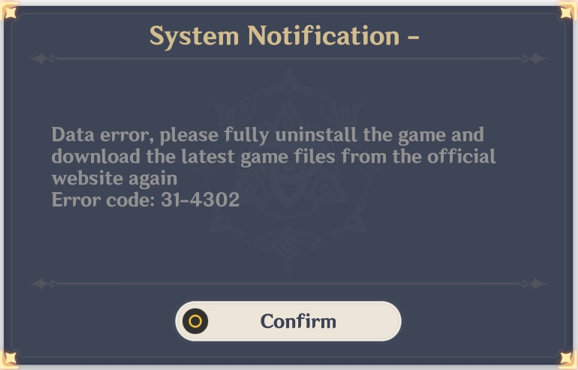 System Notification -
Data error, please fully uninstall the game and
download the latest game files from the official
website again
Error code: 31-4302
Confirm